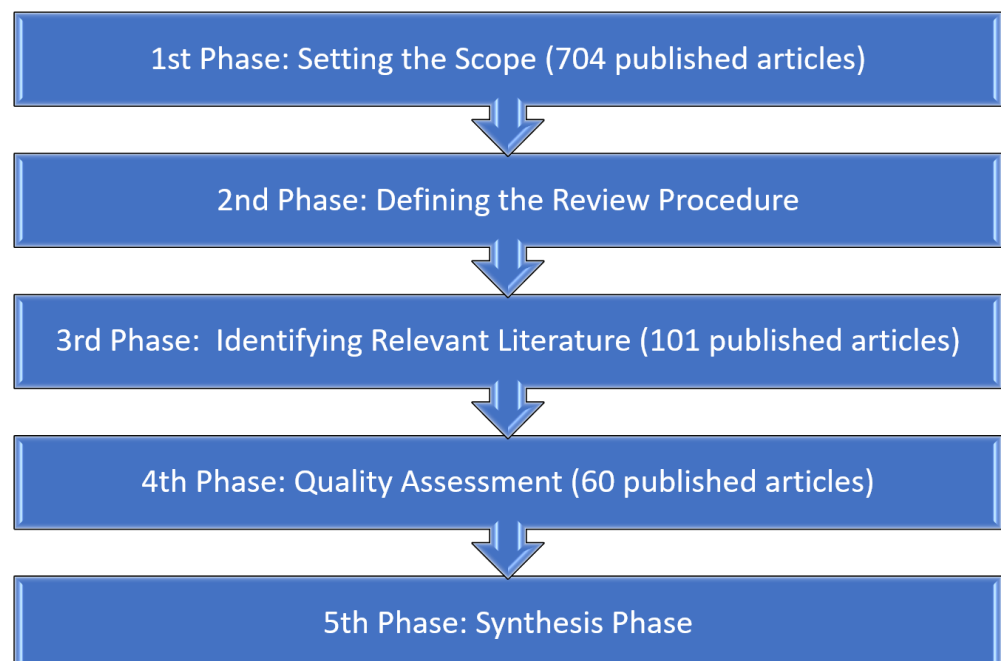 1st Phase: Setting the Scope (704 published articles)
2nd Phase: Defining the Review Procedure
3rd Phase:  Identifying Relevant Literature (101 published articles)
4th Phase: Quality Assessment (60 published articles)
5th Phase: Synthesis Phase